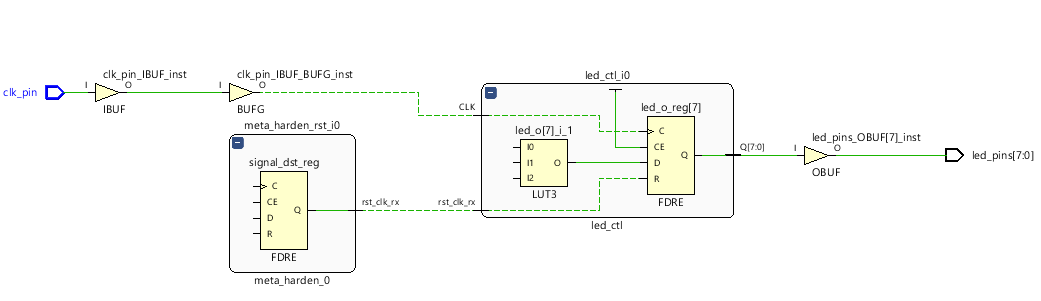 clk_pin
I
clk_pin_IBUF_inst
O
IBUF
I
clk_pin_IBUF_BUFG_inst
O
BUFG
meta_harden_rst_i0
signal_dst_reg
C
CE
D
R
Q
FDRE
meta_harden_0
rst_clk_rx
rst_clk_rx
CLK
led_ctl_i0
led_o[7]_i_1
I0
I1
I2
O
LUT3
led_o_reg[7]
C
CE
D
R
Q
FDRE
led_ctl
Q[7:0]
led_pins_OBUF[7]_inst
I
O
OBUF
led_pins[7:0]